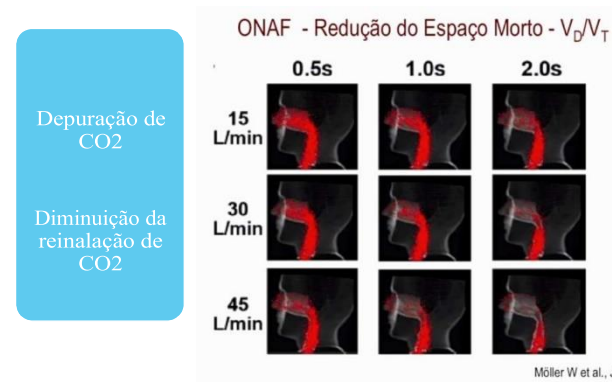 Depuração de
CO2
Diminuição da
reinalação de
CO2
ONAF - Redução do Espaço Morto - VD/VT
0.5s 1.0s 2.0s
15
L/min
30
L/min
45
L/min
Möller W et al.,